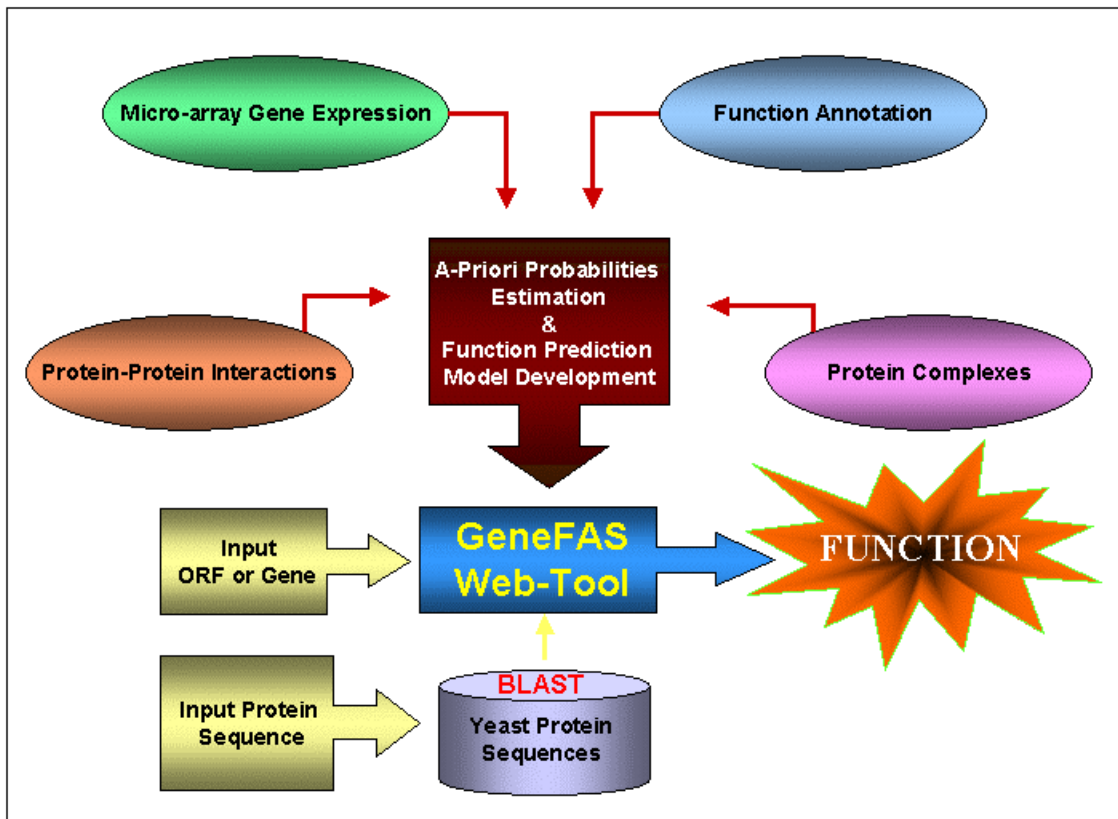 Micro-array Gene Expression
Function Annotation
A-Priori Probabilities
Estimation
&
Function Prediction
Model Development
Protein-Protein Interactions
Protein Complexes
Input
ORF or Gene
GeneFAS
Web-Tool
FUNCTION
Input Protein
Sequence
BLAST
Yeast Protein
Sequences